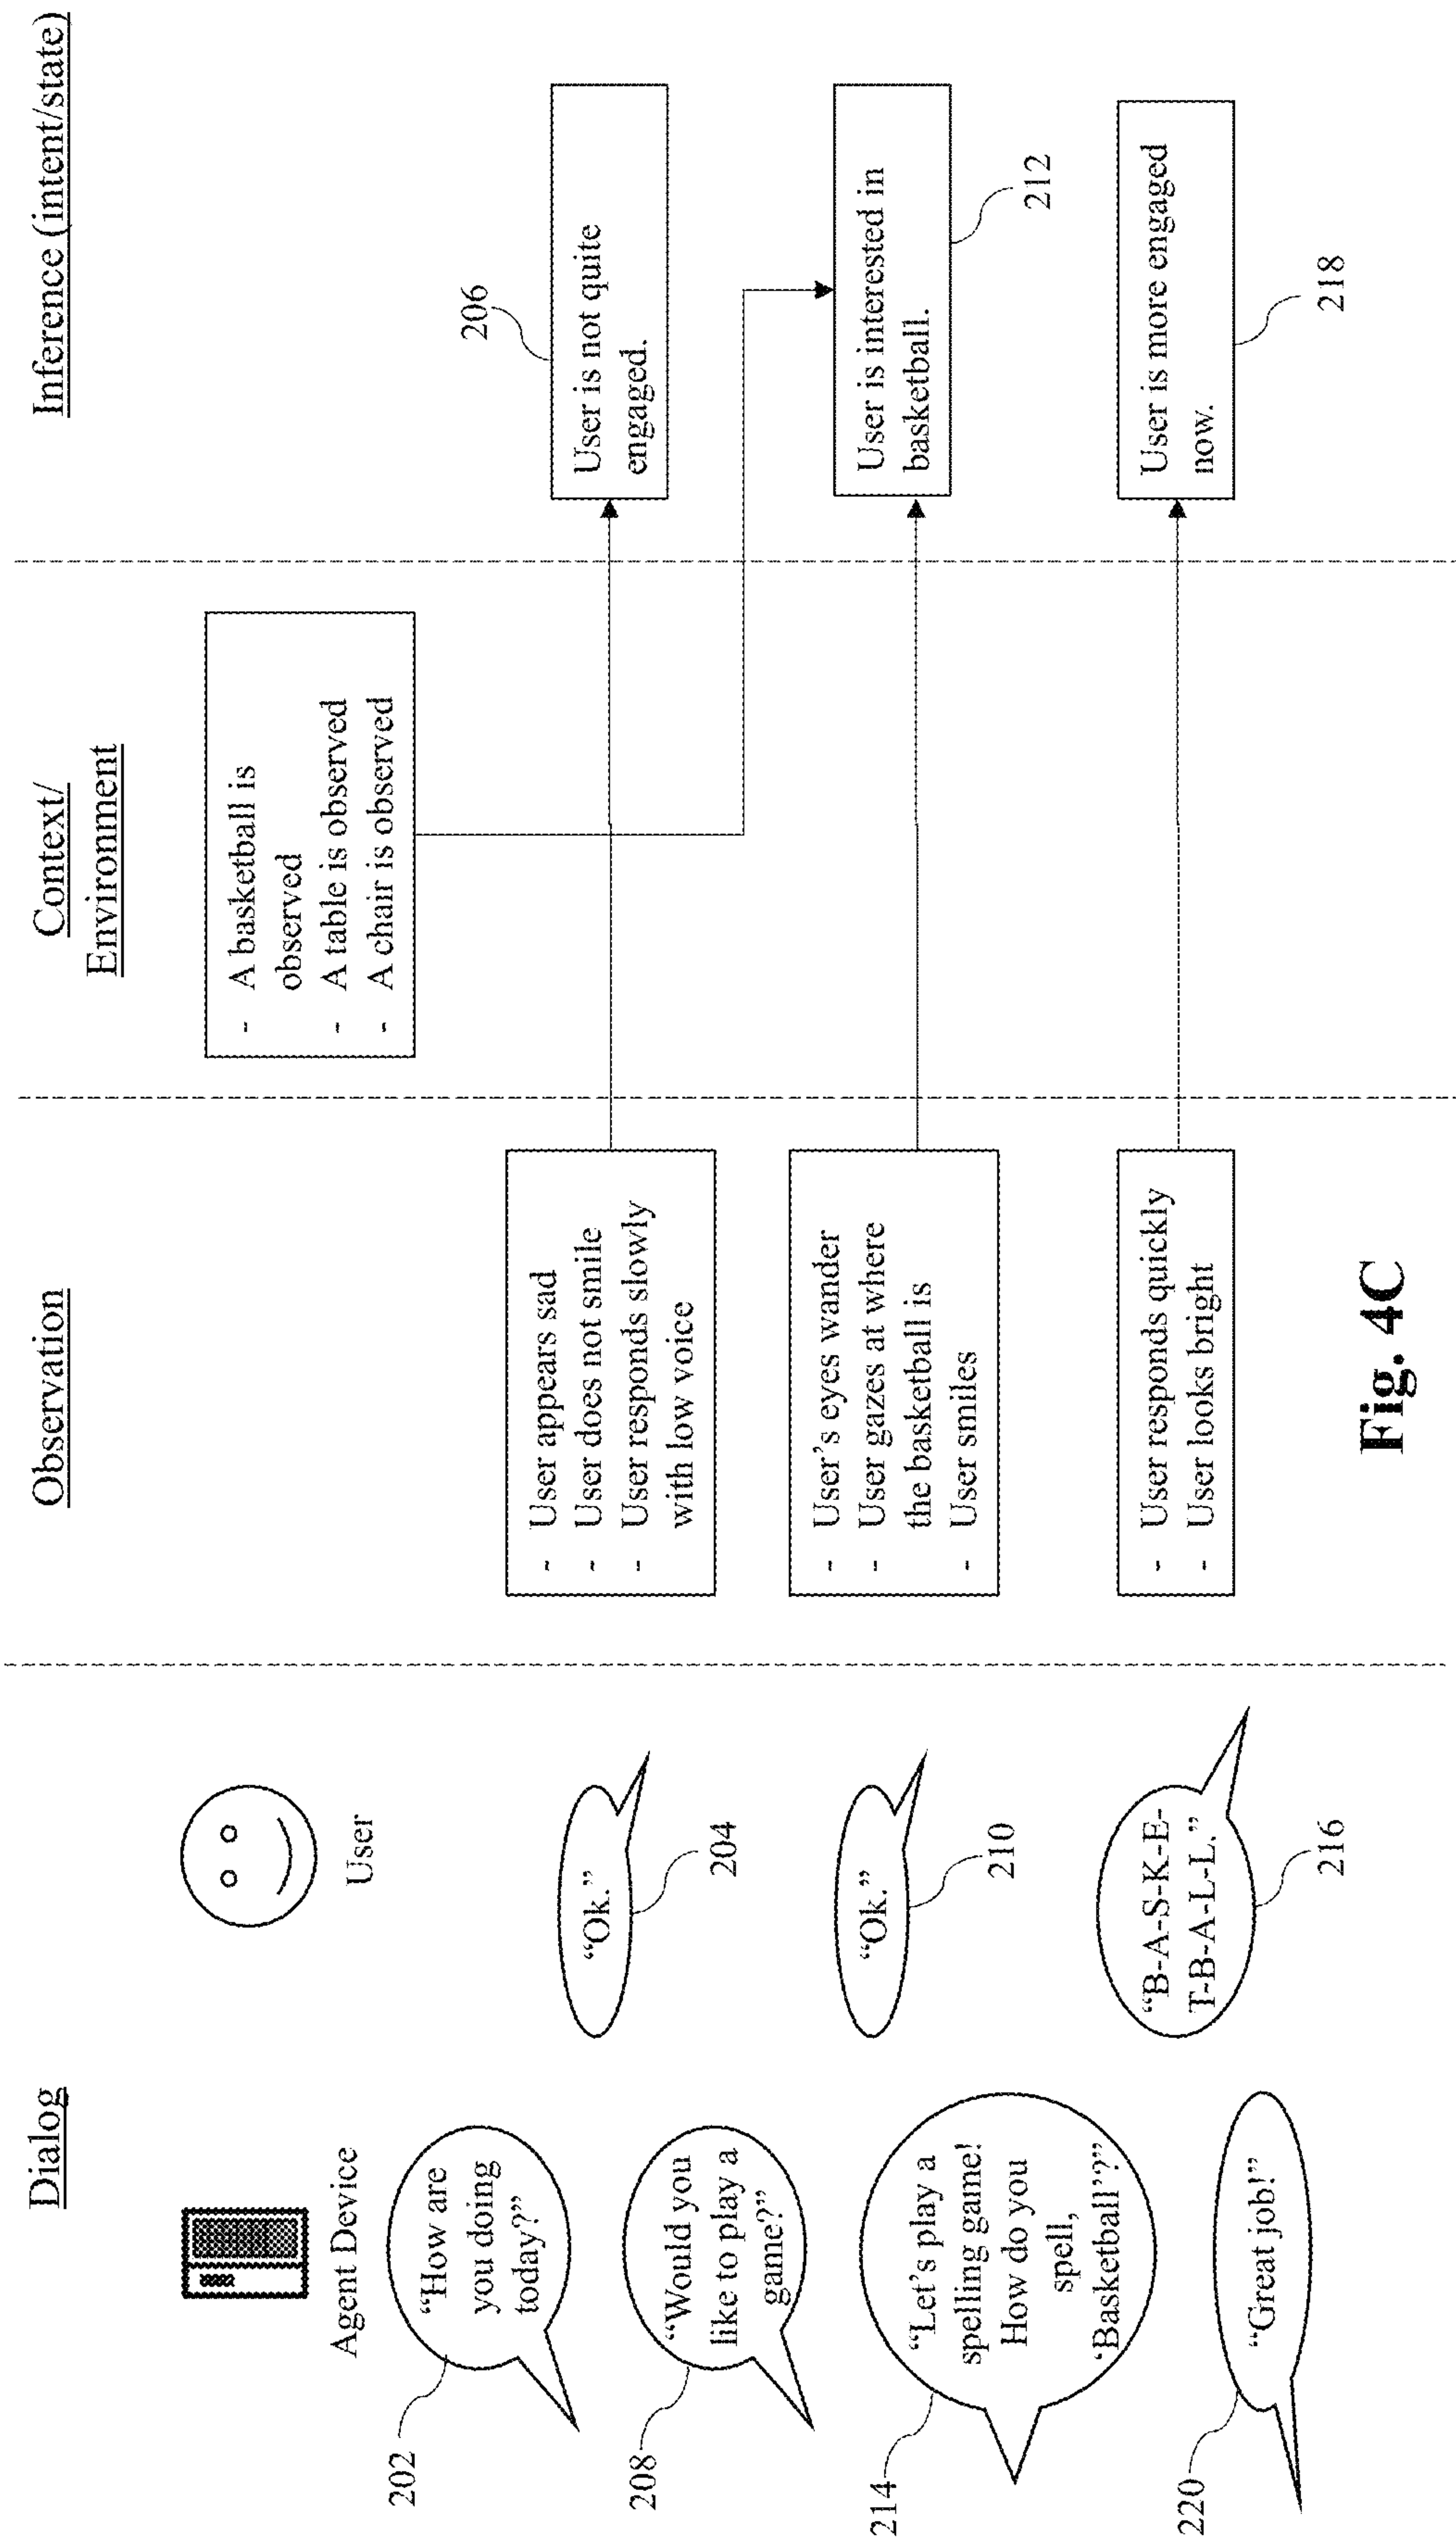 Dialog
Observation
Context/
Environment
Inference (intent/state)
Agent Device
User
- A basketball is
observed
- A table is observed
- A chair is observed
202
“How are
you doing
today?”
“Ok.”
204
- User appears sad
- User does not smile
- User responds slowly
with low voice
206
User is not quite
engaged.
208
“Would you
like to play a
game?”
“Ok.”
210
- User’s eyes wander
- User gazes at where
the basketball is
- User smiles
User is interested in
basketball.
212
214
“Let’s play a
spelling game!
How do you
spell,
‘Basketball’?”
“B-A-S-K-E-
T-B-A-L-L.”
216
- User responds quickly
- User looks bright
User is more engaged
now.
218
220
“Great job!”
Fig. 4C